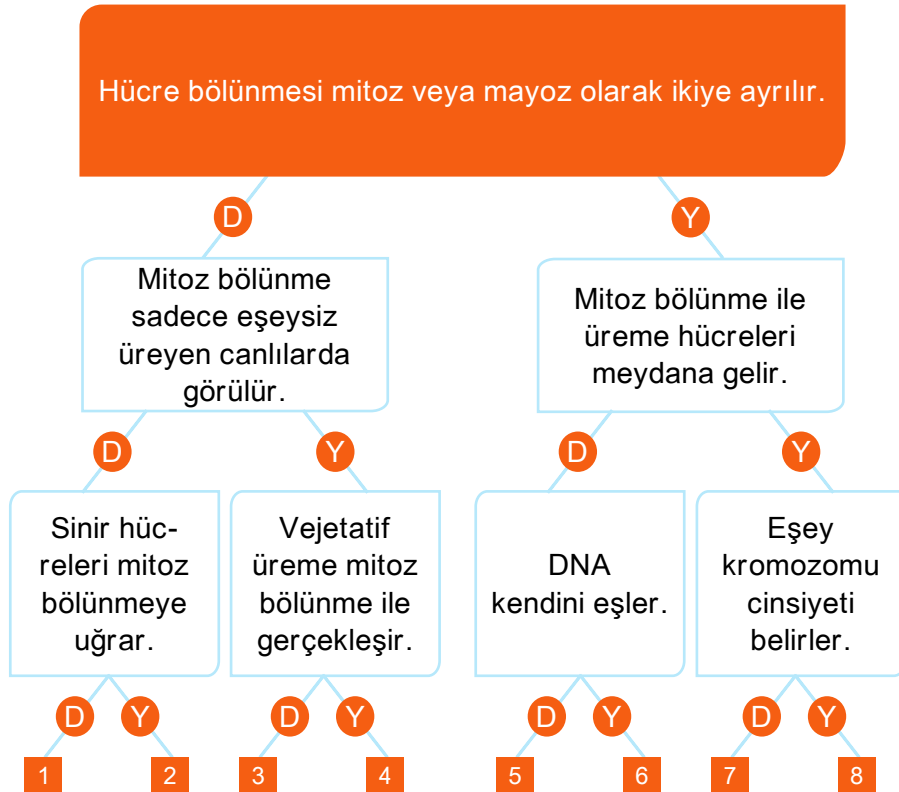 Hücre bölünmesi mitoz veya mayoz olarak ikiye ayrılır.
D
Y
Mitoz bölünme
sadece eşeysiz
üreyen canlılarda
görülür.
Mitoz bölünme ile
üreme hücreleri
meydana gelir.
D
Y
D
Y
Sinir hüc-
releri mitoz
bölünmeye
uğrar.
Vejetatif
üreme mitoz
bölünme ile
gerçekleşir.
DNA
kendini eşler.
Eşey
kromozomu
cinsiyeti
belirler.
D
Y
D
Y
D
Y
D
Y
1
2
3
4
5
6
7
8